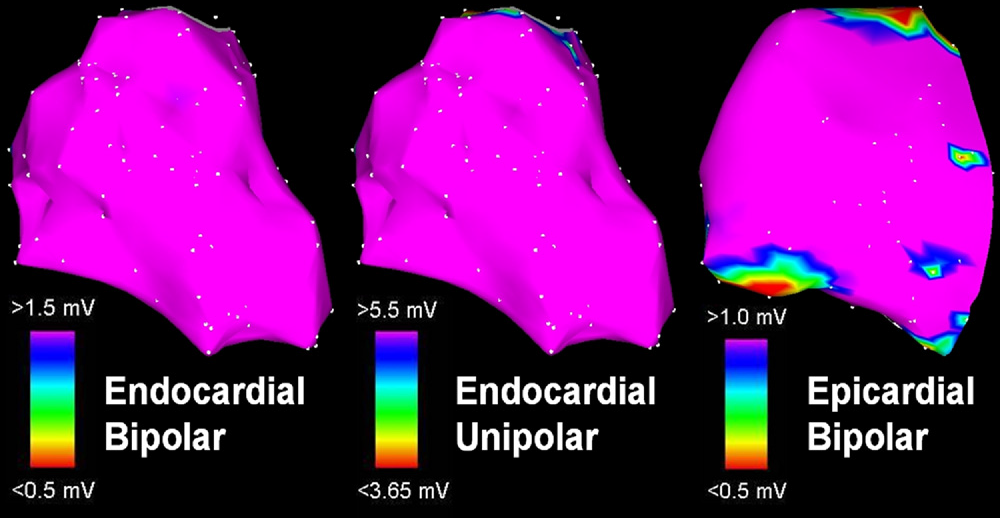 >1.5 mV
<0.5 mV
Endocardial
Bipolar
>5.5 mV
<3.65 mV
Endocardial
Unipolar
>1.0 mV
<0.5 mV
Epicardial
Bipolar